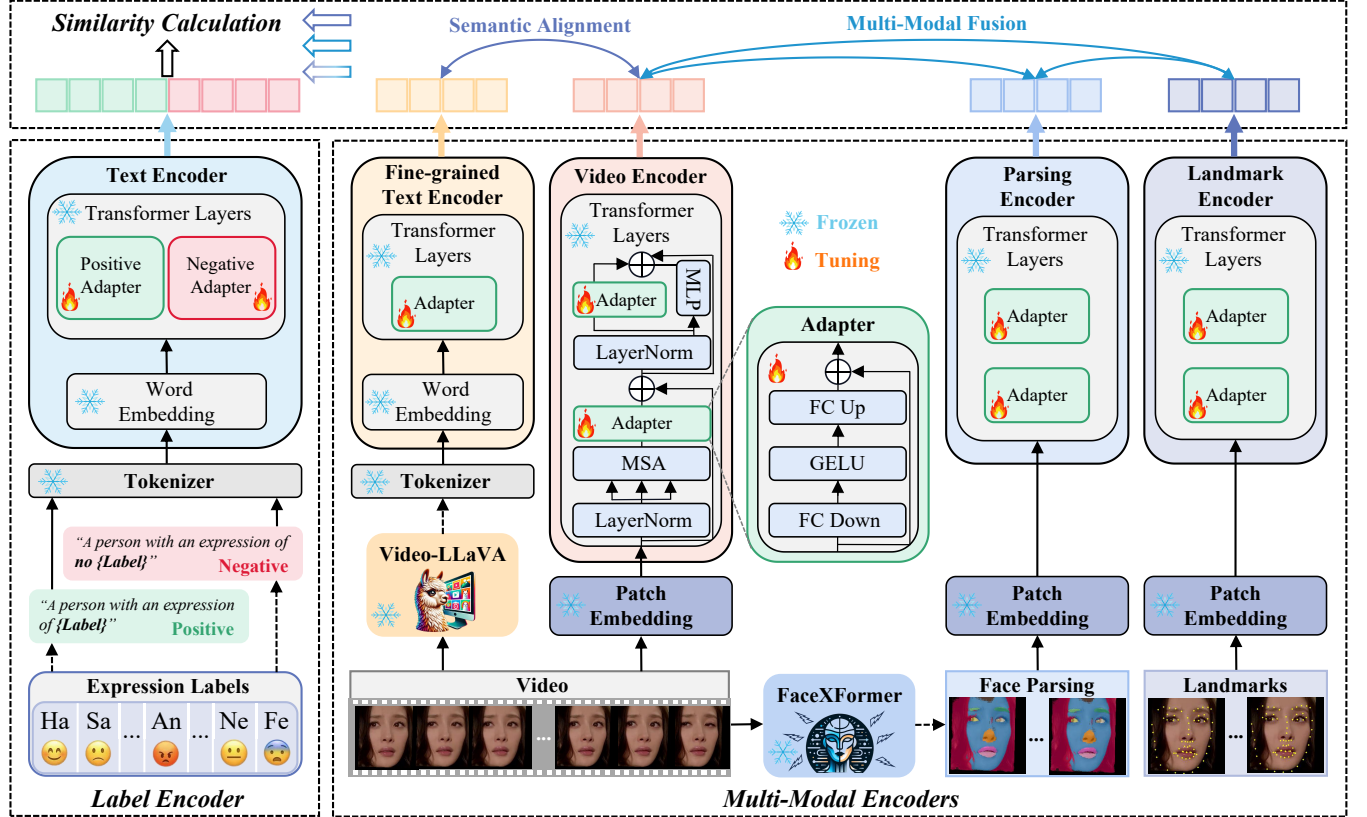 Similarity Calculation
Semantic Alignment
Multi-Modal Fusion
Text Encoder
Transformer Layers
Positive
Adapter
Negative
Adapter
Word
Embedding
Tokenizer
“A person with an expression of
no {Label}”
Negative
“A person with an expression
of {Label}”
Positive
Expression Labels
Ha
Sa
...
An
...
Ne
Fe
Label Encoder
Fine-grained
Text Encoder
Transformer
Layers
Adapter
Word
Embedding
Tokenizer
Video-LLaVA
Video Encoder
Transformer
Layers
MLP
Adapter
LayerNorm
Adapter
MSA
LayerNorm
Patch
Embedding
Frozen
Tuning
Adapter
FC Up
GELU
FC Down
Video
...
FaceXFormer
Parsing
Encoder
Transformer
Layers
Adapter
Adapter
Patch
Embedding
Face Parsing
...
Landmark
Encoder
Transformer
Layers
Adapter
Adapter
Patch
Embedding
Landmarks
...
Multi-Modal Encoders